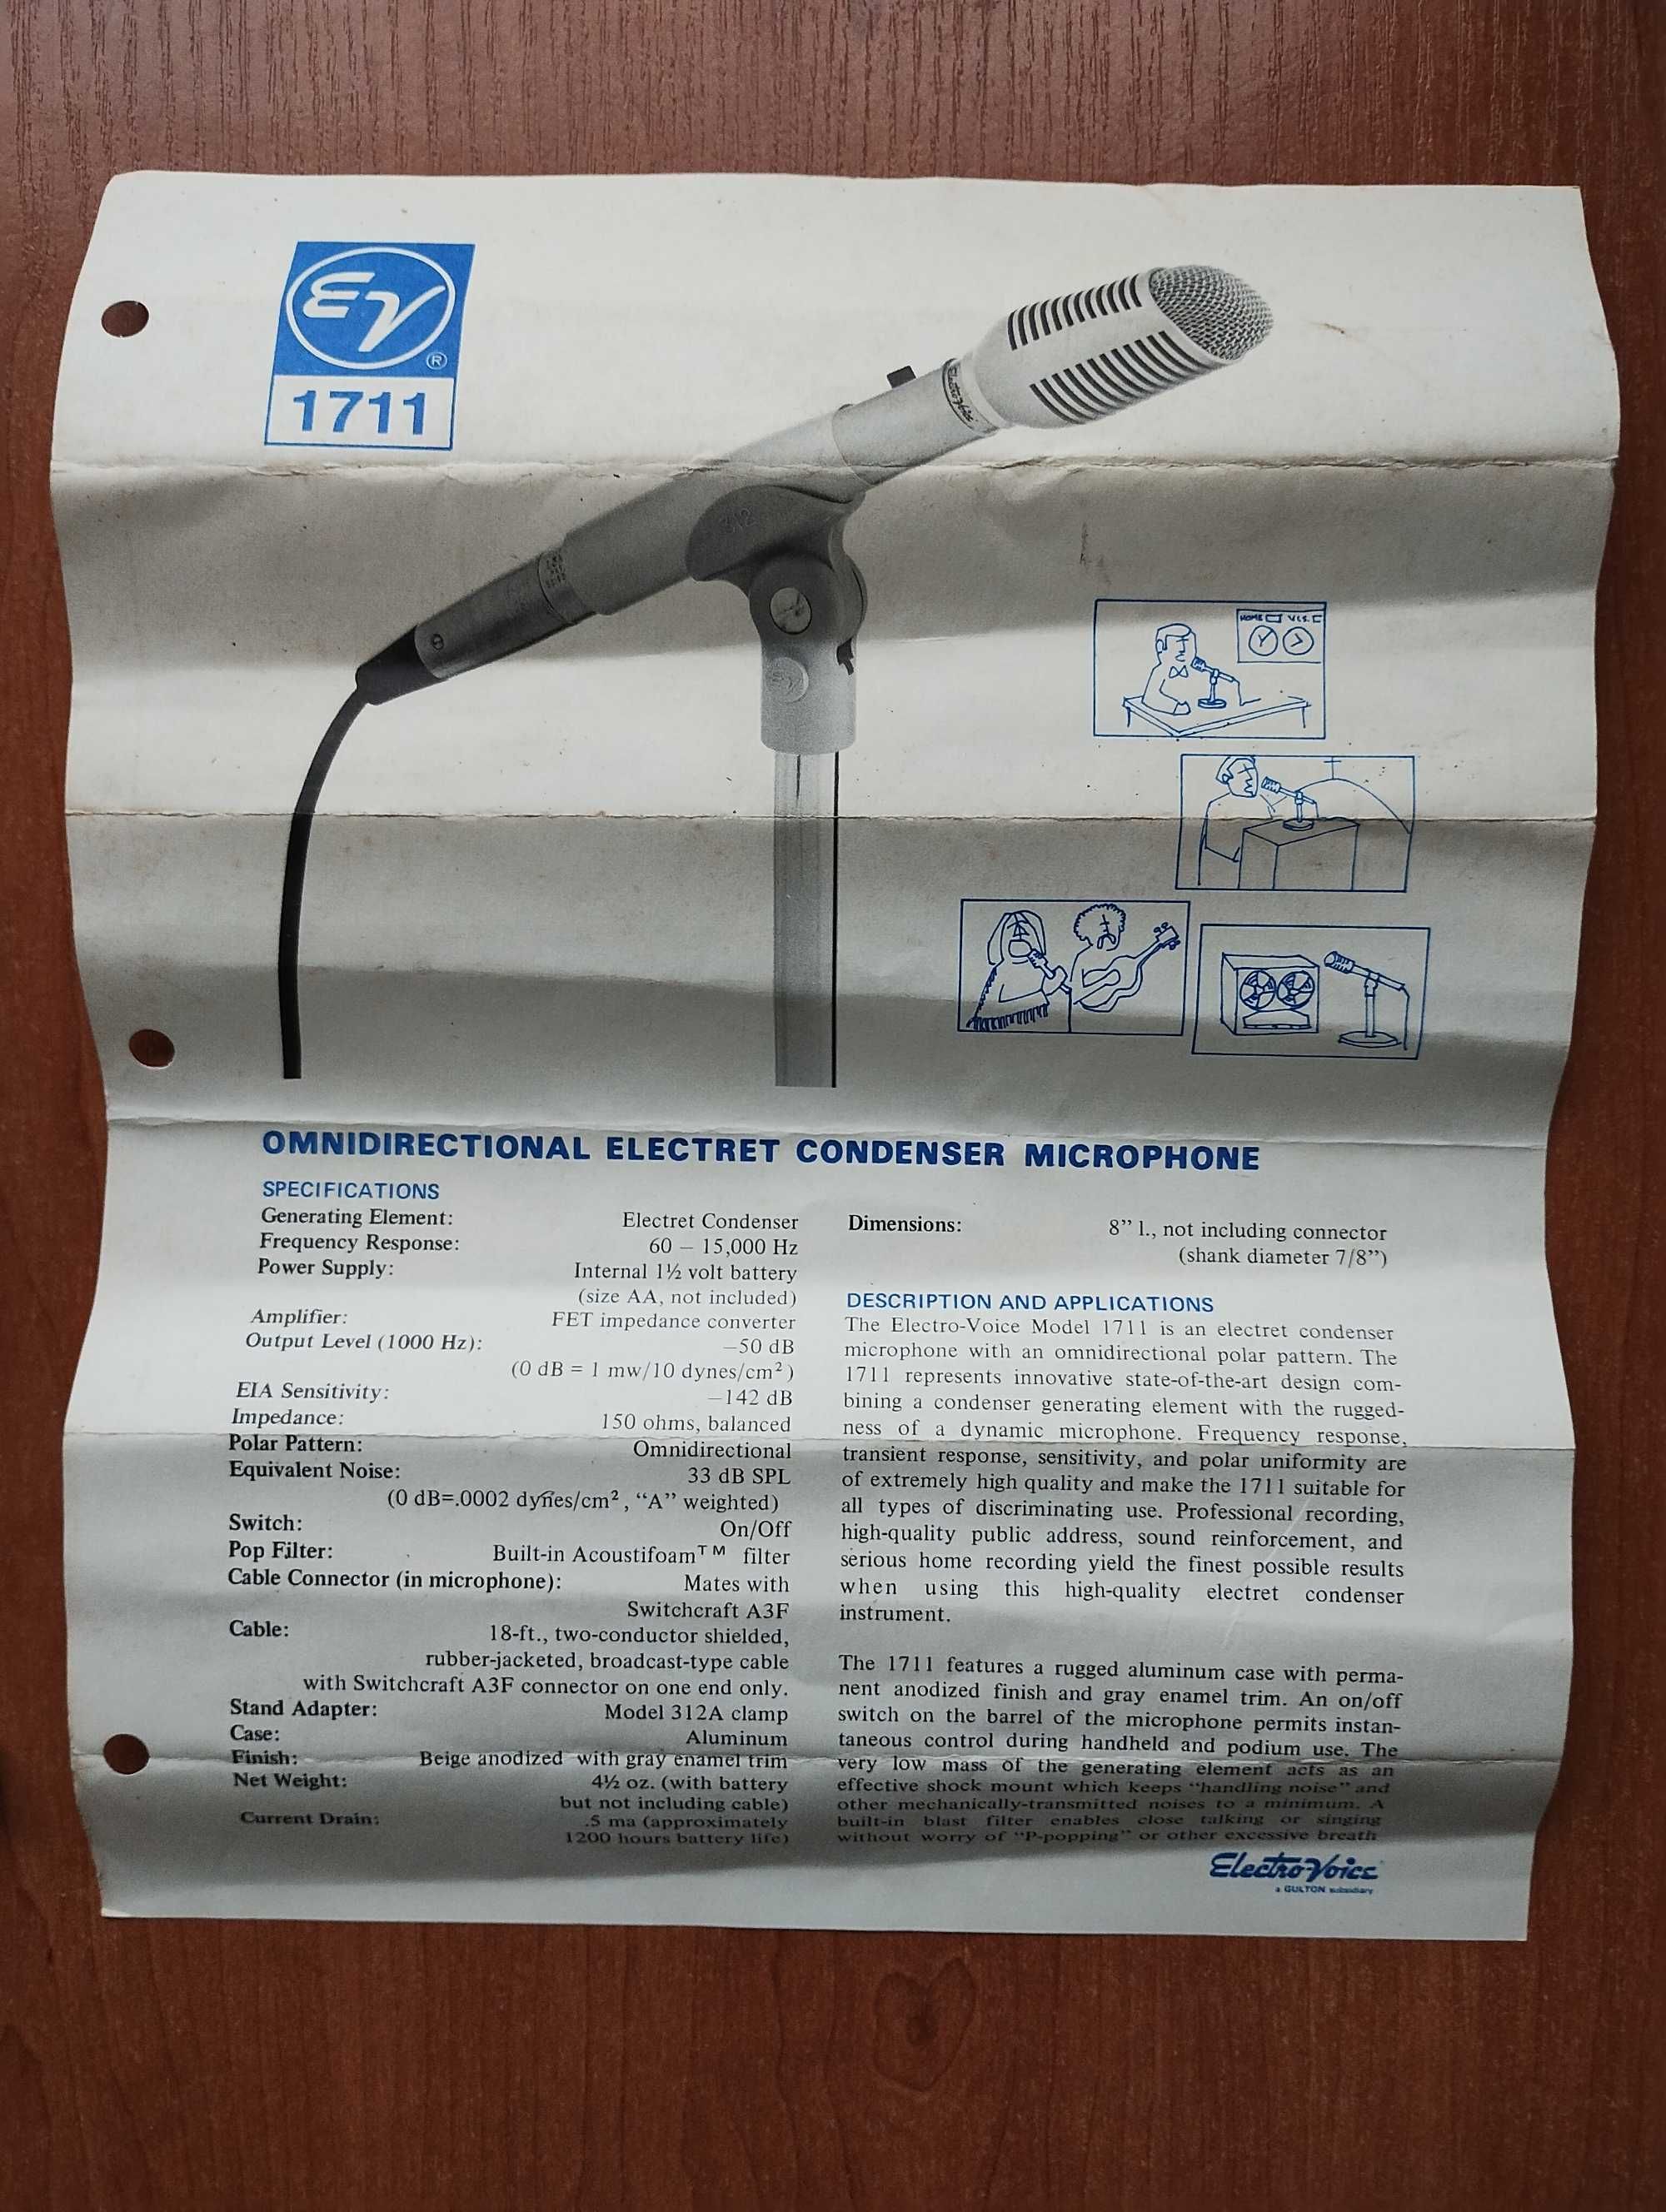 EV
®
1711
Electro-Voice
312
EV
HOME VIS.
OMNIDIRECTIONAL ELECTRET CONDENSER MICROPHONE
SPECIFICATIONS
Generating Element: Electret Condenser
Frequency Response: 60 – 15,000 Hz
Power Supply: Internal 1½ volt battery
(size AA, not included)
Amplifier: FET impedance converter
Output Level (1000 Hz): –50 dB
(0 dB = 1 mw/10 dynes/cm²)
EIA Sensitivity: –142 dB
Impedance: 150 ohms, balanced
Polar Pattern: Omnidirectional
Equivalent Noise: 33 dB SPL
(0 dB=.0002 dynes/cm², “A” weighted)
Switch: On/Off
Pop Filter: Built-in Acoustifoam™ filter
Cable Connector (in microphone): Mates with
Switchcraft A3F
Cable: 18-ft., two-conductor shielded,
rubber-jacketed, broadcast-type cable
with Switchcraft A3F connector on one end only.
Stand Adapter: Model 312A clamp
Case: Aluminum
Finish: Beige anodized with gray enamel trim
Net Weight: 4½ oz. (with battery
but not including cable)
Current Drain: .5 ma (approximately
1200 hours battery life)
Dimensions: 8” l., not including connector
(shank diameter 7/8”)
DESCRIPTION AND APPLICATIONS
The Electro-Voice Model 1711 is an electret condenser
microphone with an omnidirectional polar pattern. The
1711 represents innovative state-of-the-art design com-
bining a condenser generating element with the rugged-
ness of a dynamic microphone. Frequency response,
transient response, sensitivity, and polar uniformity are
of extremely high quality and make the 1711 suitable for
all types of discriminating use. Professional recording,
high-quality public address, sound reinforcement, and
serious home recording yield the finest possible results
when using this high-quality electret condenser
instrument.
The 1711 features a rugged aluminum case with perma-
nent anodized finish and gray enamel trim. An on/off
switch on the barrel of the microphone permits instan-
taneous control during handheld and podium use. The
very low mass of the generating element acts as an
effective shock mount which keeps “handling noise” and
other mechanically-transmitted noises to a minimum. A
built-in blast filter enables close talking or singing
without worry of “P-popping” or other excessive breath
Electro-Voice
a GULTON subsidiary